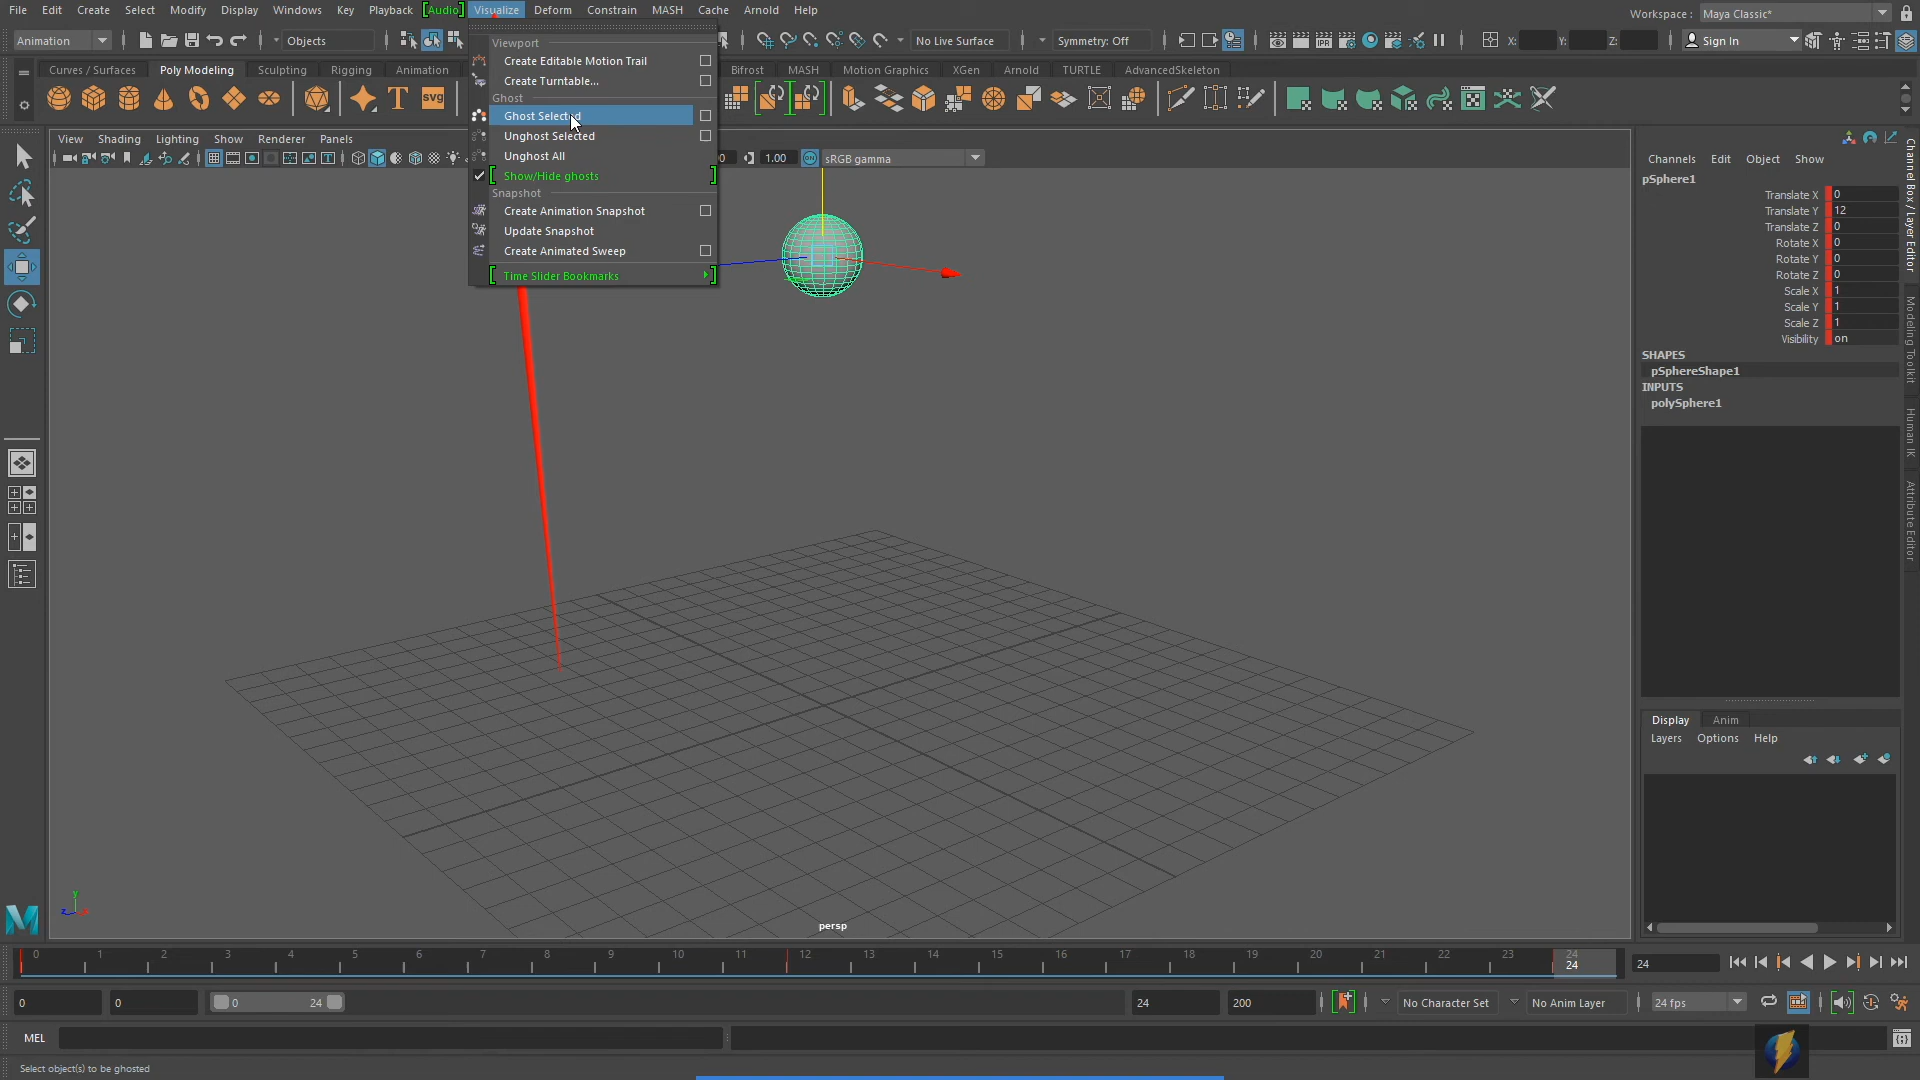 File Edit Create Select Modify Display Windows Key Playback [Audio] Visualize Deform Constrain MASH Cache Arnold Help
Workspace : Maya Classic*
Animation Objects No Live Surface Symmetry: Off X: Y: Z: Sign In
Curves / Surfaces Poly Modeling Sculpting Rigging Animation Bifrost MASH Motion Graphics XGen Arnold TURTLE AdvancedSkeleton
SVG
View Shading Lighting Show Renderer Panels
1.00 sRGB gamma
Viewport
Create Editable Motion Trail
Create Turntable...
Ghost
Ghost Selected
Unghost Selected
Unghost All
Show/Hide ghosts
Snapshot
Create Animation Snapshot
Update Snapshot
Create Animated Sweep
Time Slider Bookmarks
Channels Edit Object Show
pSphere1
Translate X 0
Translate Y 12
Translate Z 0
Rotate X 0
Rotate Y 0
Rotate Z 0
Scale X 1
Scale Y 1
Scale Z 1
Visibility on
SHAPES
pSphereShape1
INPUTS
polySphere1
Channel Box / Layer Editor
Modeling Toolkit
Human IK
Attribute Editor
Display Anim
Layers Options Help
y
z
persp
0 1 2 3 4 5 6 7 8 9 10 11 12 13 14 15 16 17 18 19 20 21 22 23 24
24
24
0 0 0 24 24 200 No Character Set No Anim Layer 24 fps
MEL
Select object(s) to be ghosted